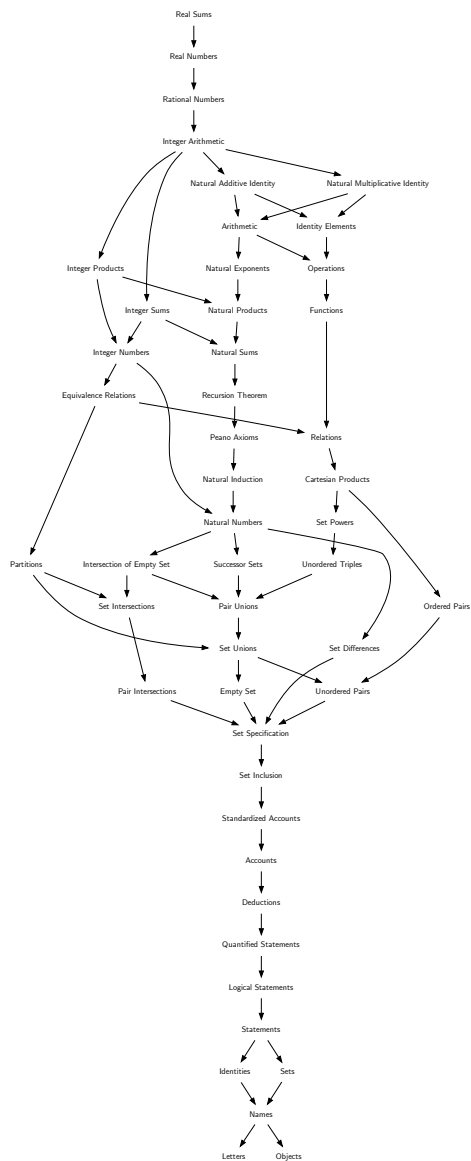 Real Sums
Real Numbers
Rational Numbers
Integer Arithmetic
Natural Additive Identity
Natural Multiplicative Identity
Arithmetic
Identity Elements
Integer Products
Natural Exponents
Operations
Integer Sums
Natural Products
Functions
Integer Numbers
Natural Sums
Equivalence Relations
Recursion Theorem
Peano Axioms
Relations
Natural Induction
Cartesian Products
Natural Numbers
Set Powers
Partitions
Intersection of Empty Set
Successor Sets
Unordered Triples
Set Intersections
Pair Unions
Ordered Pairs
Set Unions
Set Differences
Pair Intersections
Empty Set
Unordered Pairs
Set Specification
Set Inclusion
Standardized Accounts
Accounts
Deductions
Quantified Statements
Logical Statements
Statements
Identities
Sets
Names
Letters
Objects